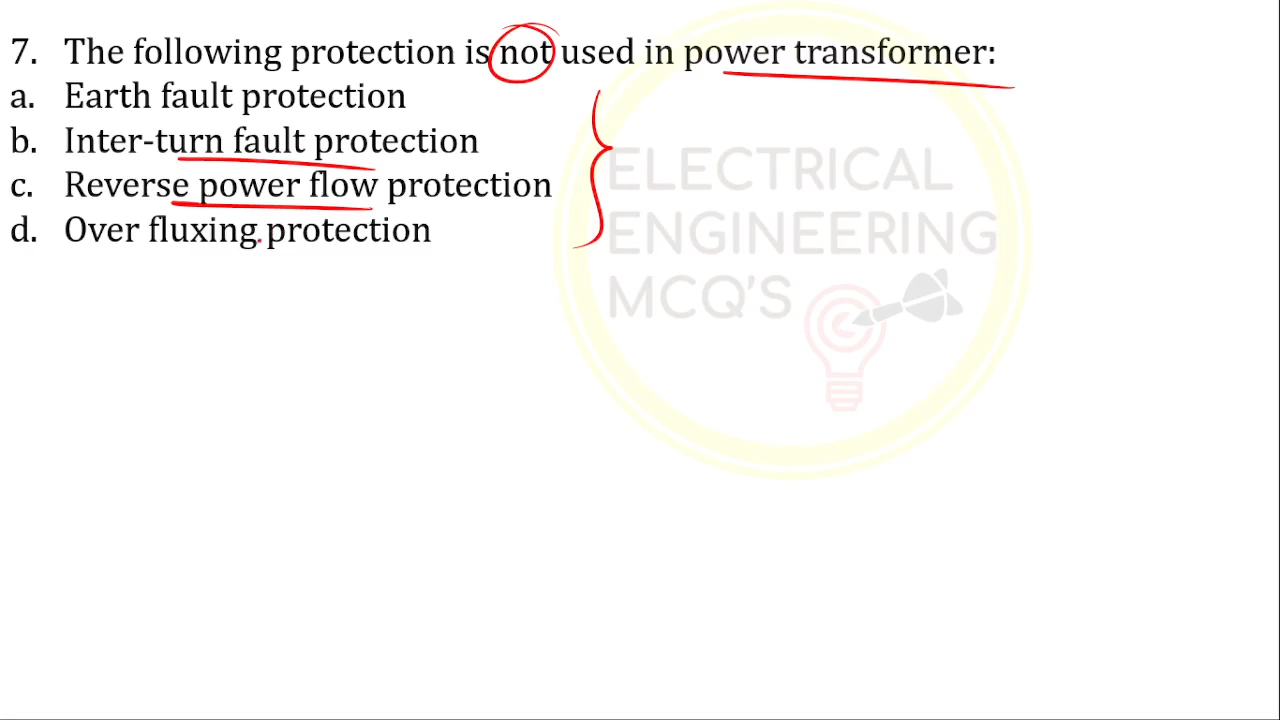 7. The following protection is not used in power transformer:
a. Earth fault protection
b. Inter-turn fault protection
c. Reverse power flow protection
d. Over fluxing protection
ELECTRICAL
ENGINEERING
MCQ'S